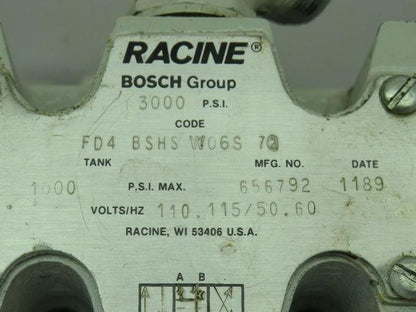 RACINE®
BOSCH Group
3000 P.S.I.
CODE
FD4 BSHS W06S
TANK MFG. NO. DATE
1000 P.S.I. MAX. 656792 1189
VOLTS/HZ 110.115/50.60
RACINE, WI 53406 U.S.A.
A B